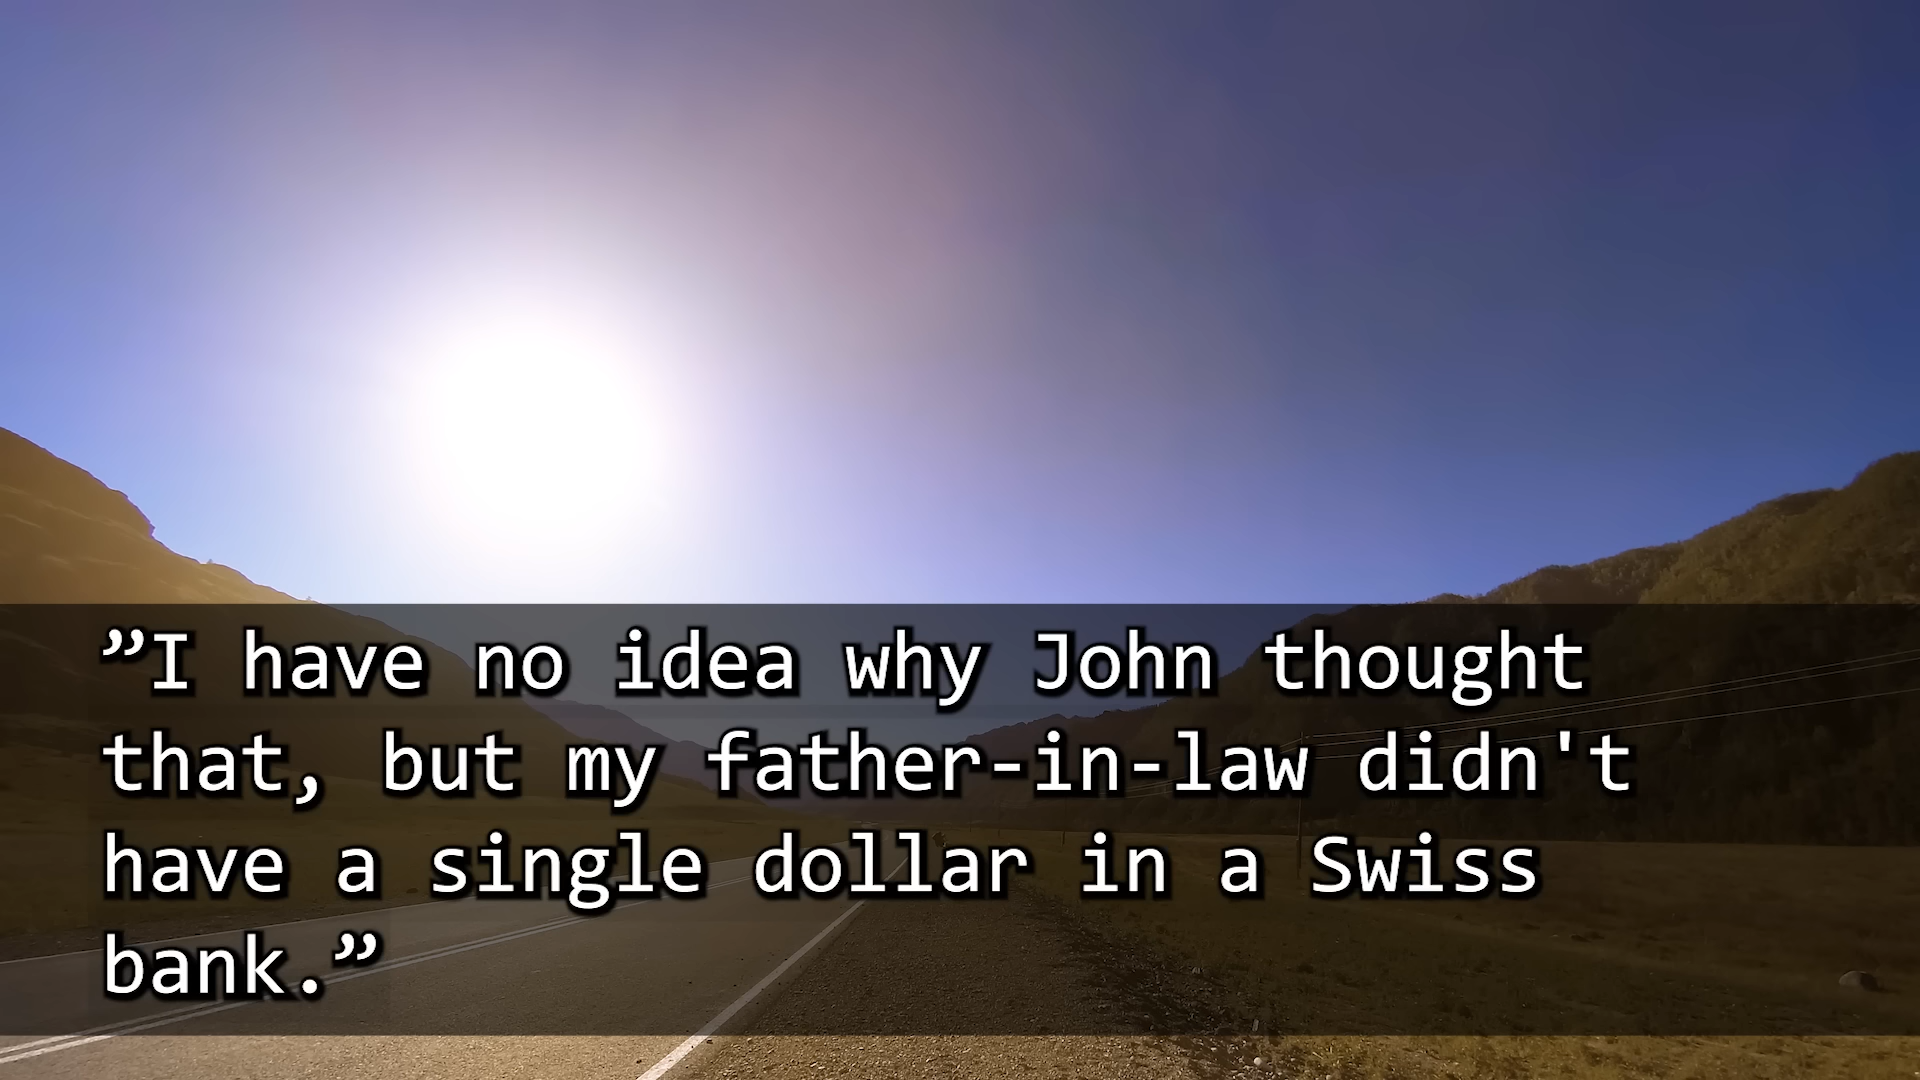 ”I have no idea why John thought
that, but my father-in-law didn't
have a single dollar in a Swiss
bank.”